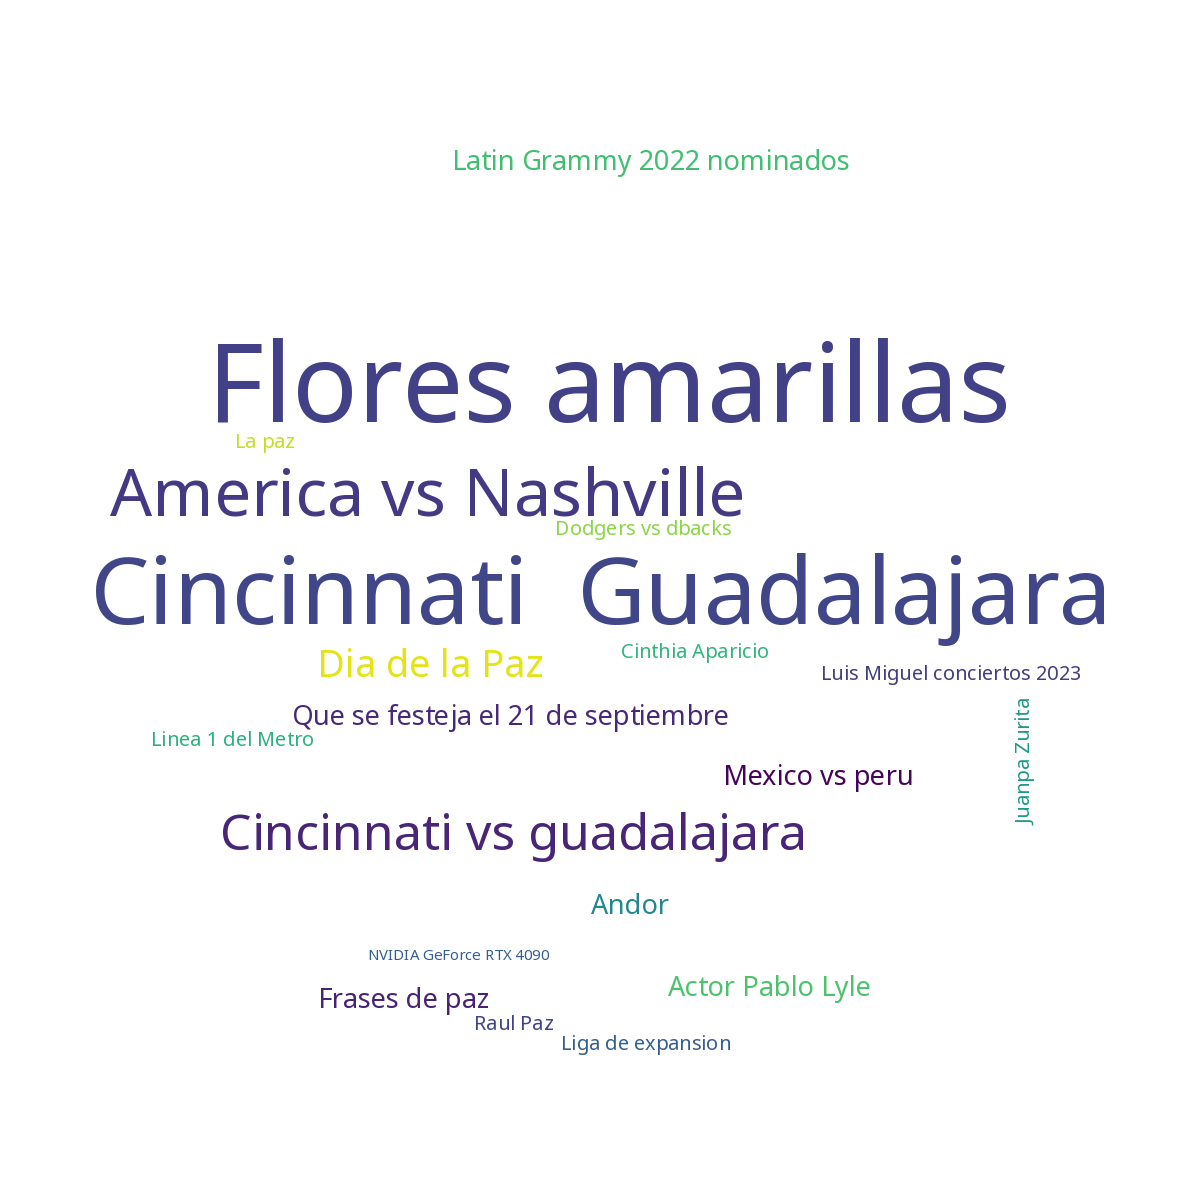 Latin Grammy 2022 nominados
Flores amarillas
La paz
America vs Nashville
Dodgers vs dbacks
Cincinnati
Guadalajara
Cinthia Aparicio
Dia de la Paz
Luis Miguel conciertos 2023
Que se festeja el 21 de septiembre
Linea 1 del Metro
Juanpa Zurita
Mexico vs peru
Cincinnati vs guadalajara
Andor
NVIDIA GeForce RTX 4090
Actor Pablo Lyle
Frases de paz
Raul Paz
Liga de expansion